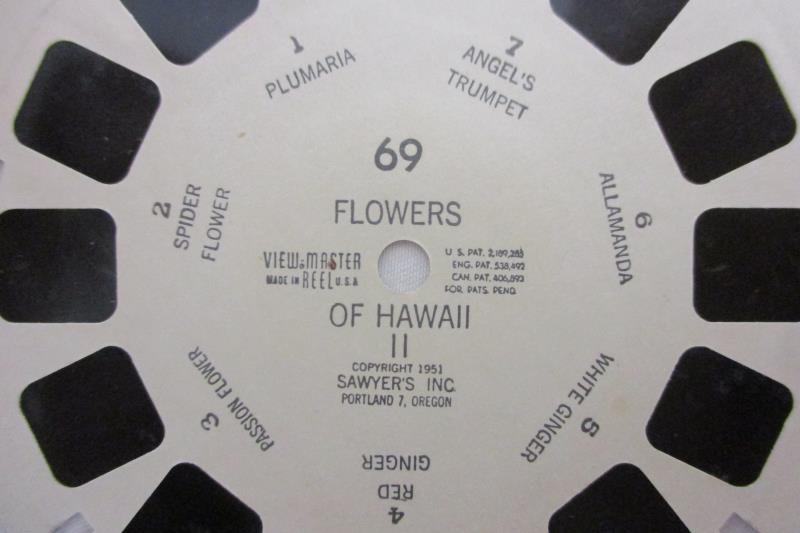 69
FLOWERS
VIEW-MASTER
MADE IN REEL U.S.A
U S. PAT. 2,189,285
ENG. PAT. 538,492
CAN. PAT. 406,893
FOR PATS. PEND.
OF HAWAII
II
COPYRIGHT 1951
SAWYER'S INC.
PORTLAND 7, OREGON
1
PLUMARIA
2
SPIDER
FLOWER
3
PASSION FLOWER
4
RED
GINGER
5
WHITE GINGER
6
ALLAMANDA
7
ANGEL'S
TRUMPET